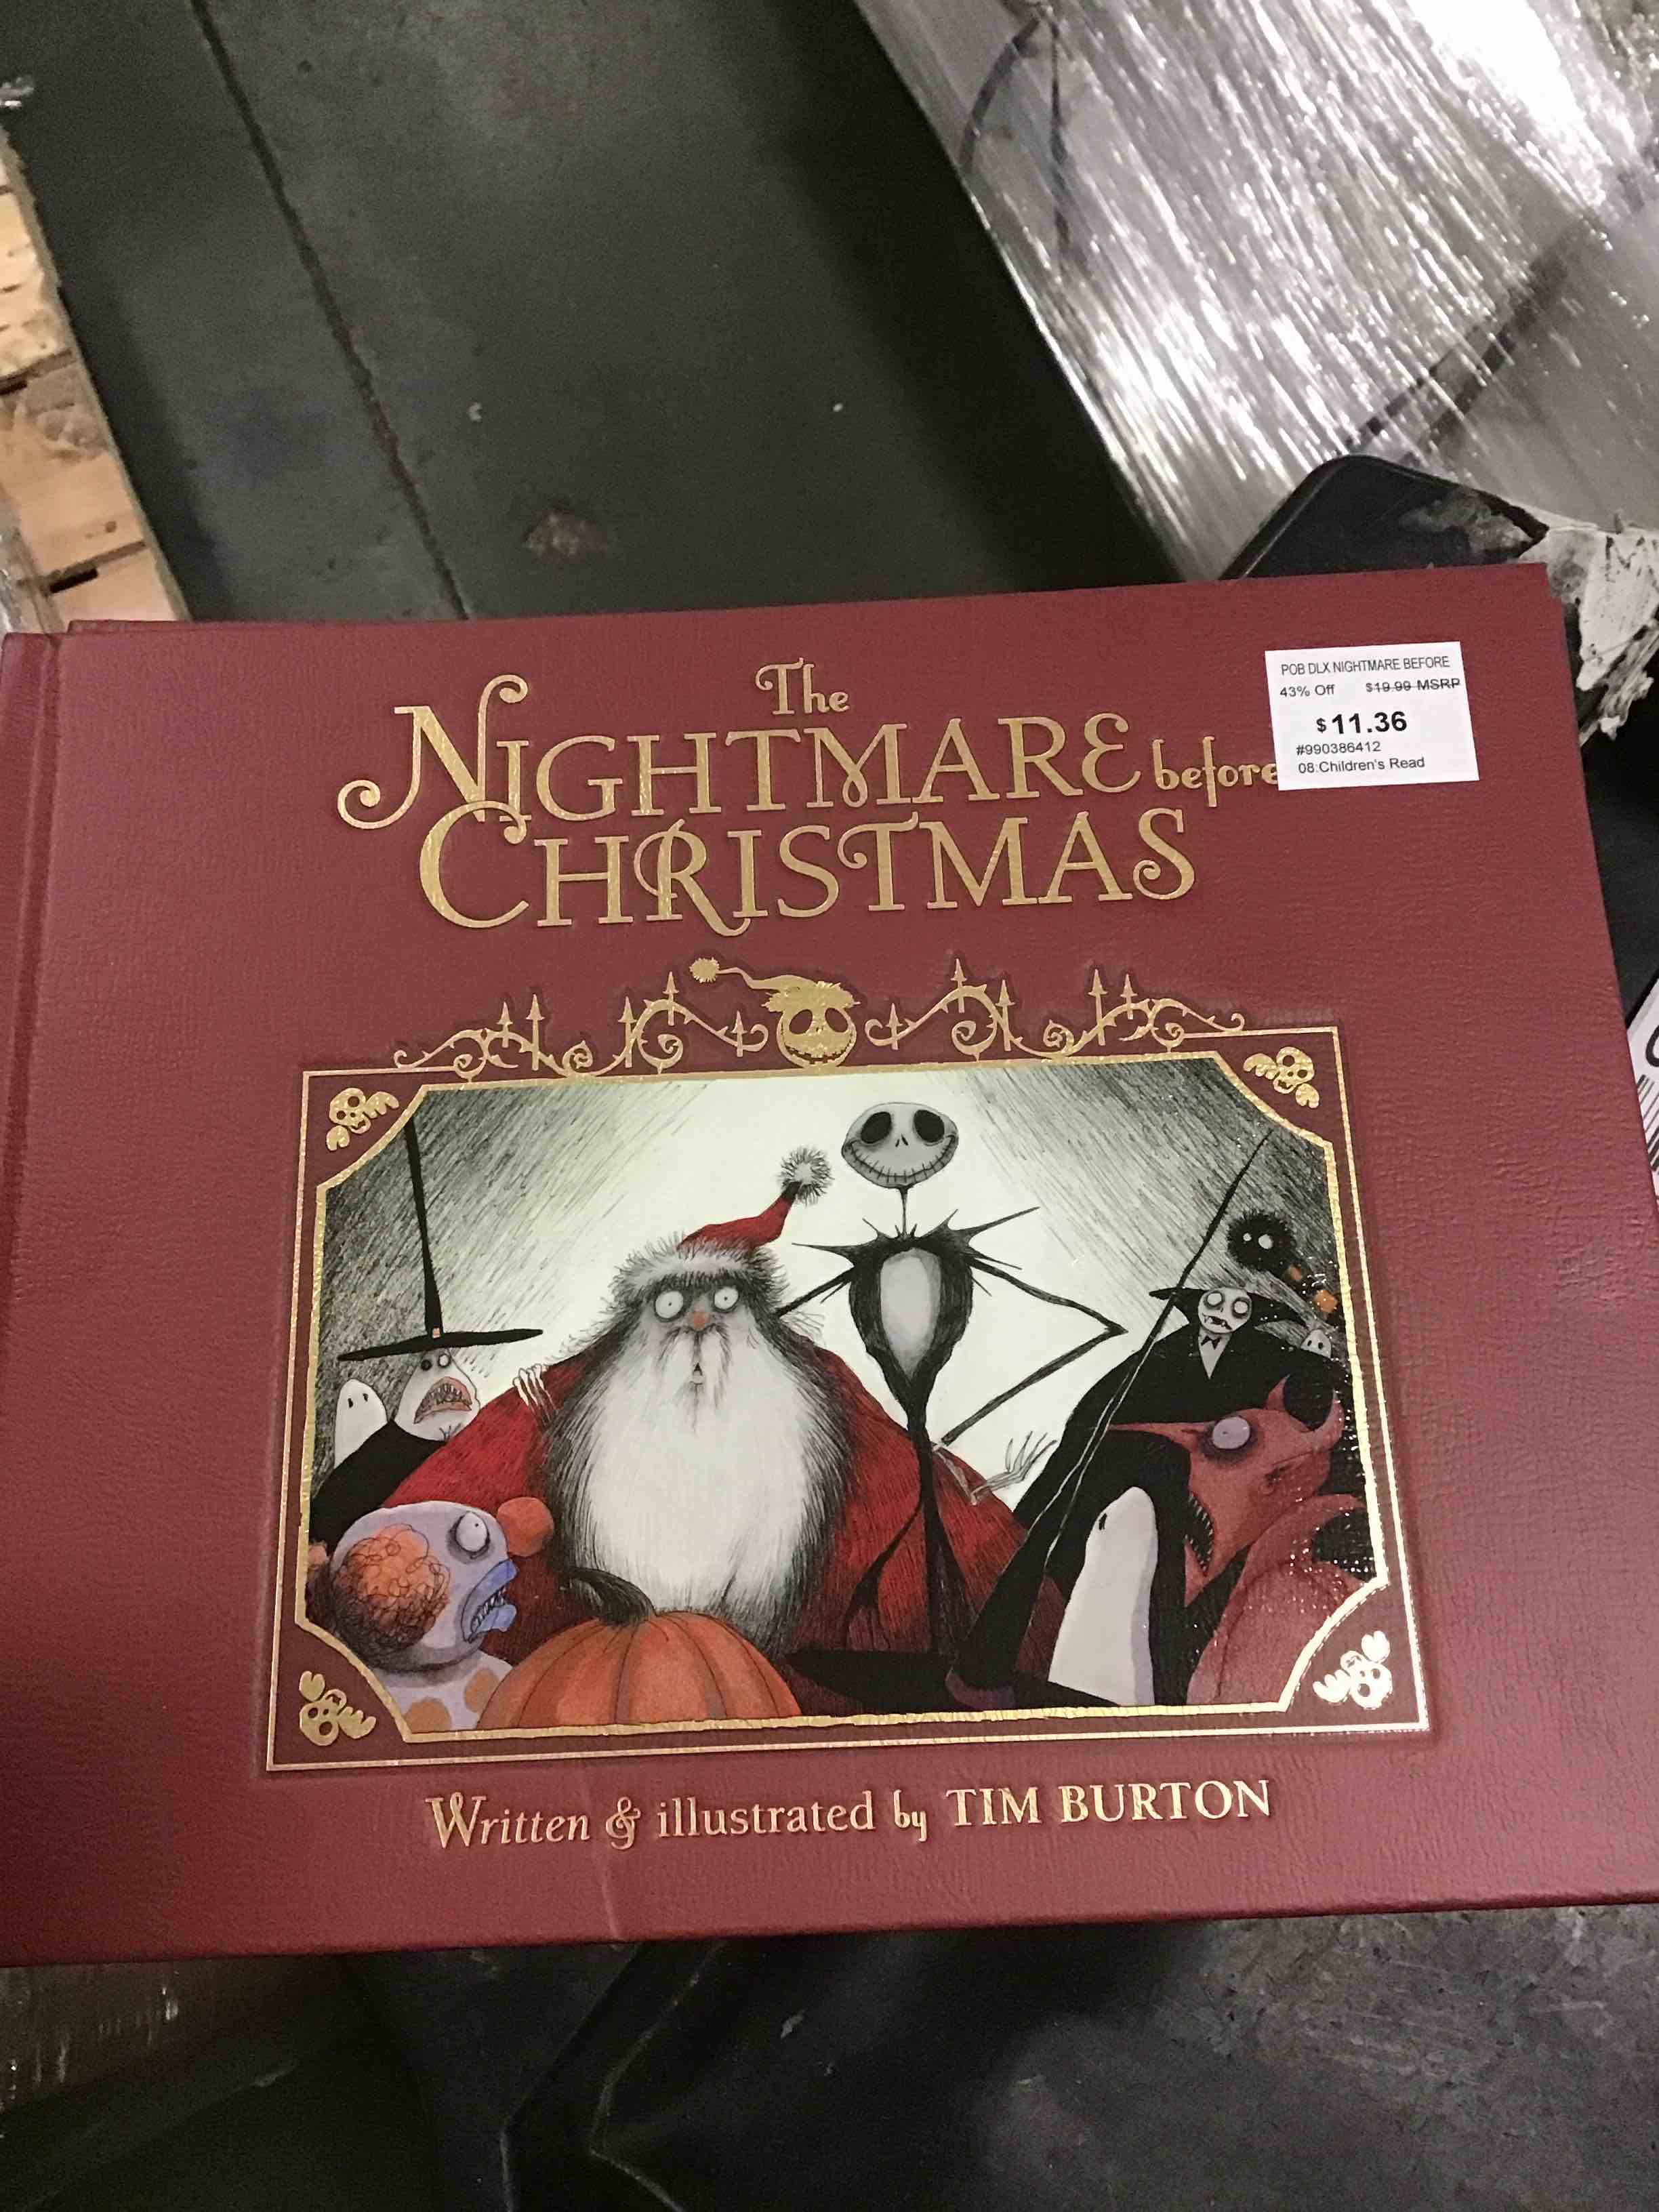 The
NIGHTMARE before
CHRISTMAS
POB DLX NIGHTMARE BEFORE
43% Off $19.99 MSRP
$11.36
#990386412
08:Children's Read
Written & illustrated by TIM BURTON